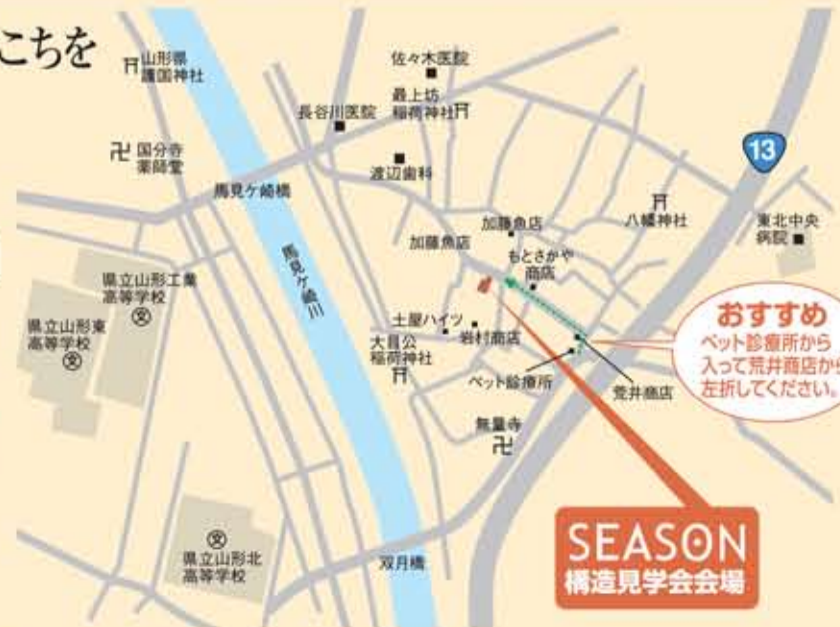 こちを
山形県
護国神社
佐々木医院
最上坊
稲荷神社
長谷川医院
国分寺
薬師堂
渡辺歯科
13
馬見ケ崎橋
八幡神社
東北中央
病院
加藤魚店
加藤魚店
もとさかや
商店
馬見ケ崎川
県立山形工業
高等学校
文
県立山形東
高等学校
文
土屋ハイツ
岩村商店
大員公
稲荷神社
おすすめ
ペット診療所から
入って荒井商店から
左折してください。
ペット診療所
荒井商店
無量寺
SEASON
構造見学会会場
文
県立山形北
高等学校
双月橋